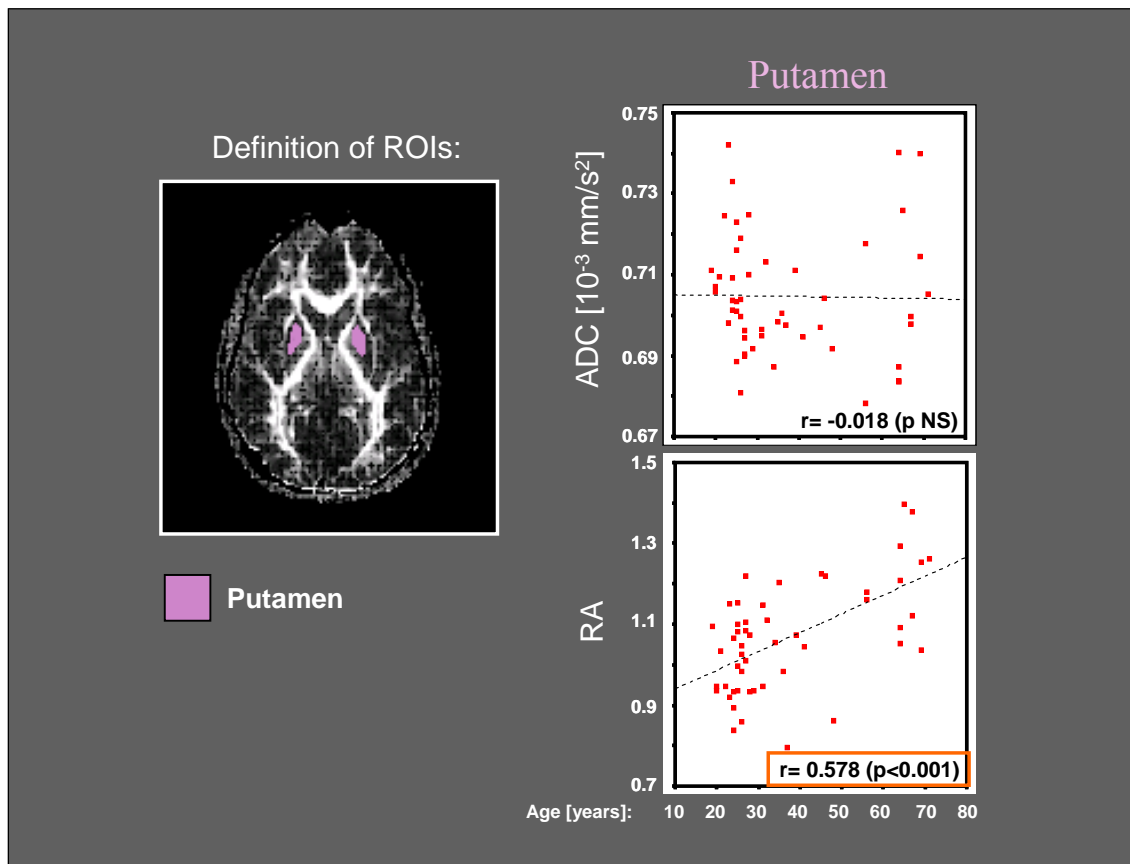 Putamen
Definition of ROIs:
Putamen
ADC [10⁻³ mm/s²]
0.75
0.73
0.71
0.69
0.67
r= -0.018 (p NS)
RA
1.5
1.3
1.1
0.9
0.7
r= 0.578 (p<0.001)
Age [years]: 10 20 30 40 50 60 70 80